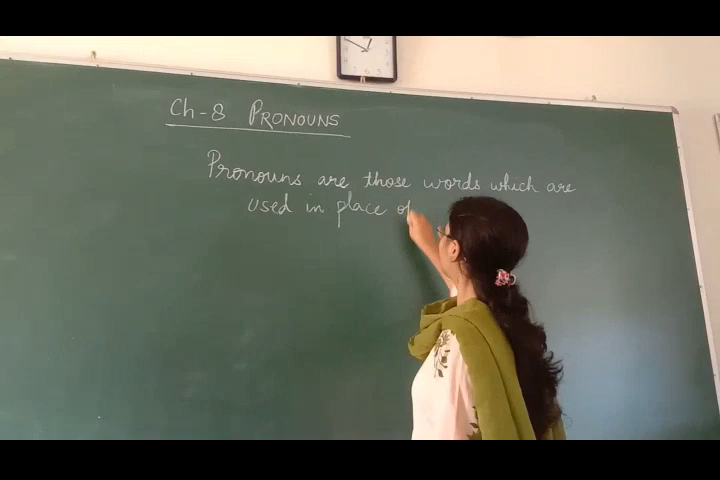 Ch-8 PRONOUNS
Pronouns are those words which are
used in place of